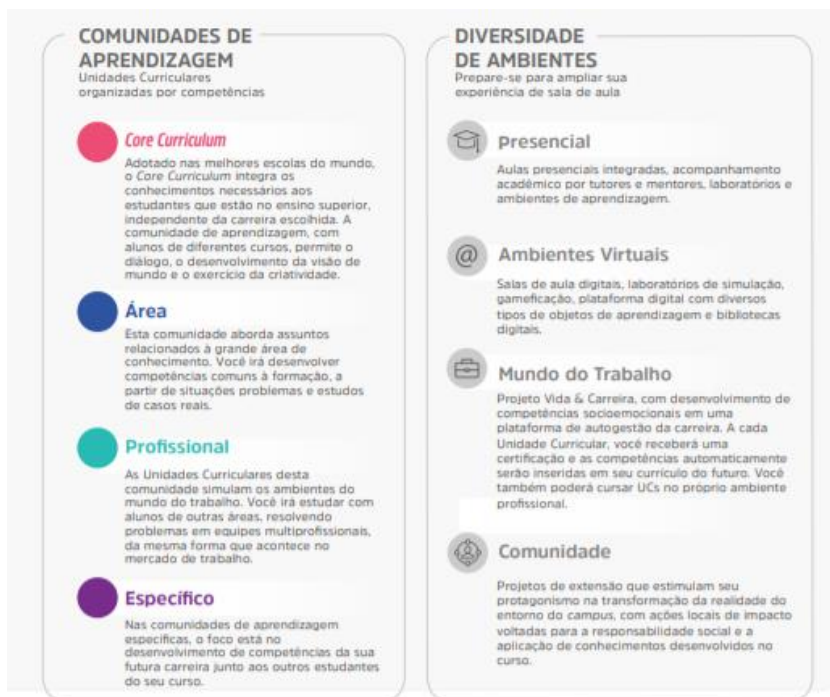 COMUNIDADES DE
APRENDIZAGEM
Unidades Curriculares
organizadas por competências
Core Curriculum
Adotado nas melhores escolas do mundo,
o Core Curriculum integra os
conhecimentos necessários aos
estudantes que estão no ensino superior,
independente da carreira escolhida. A
comunidade de aprendizagem, com
alunos de diferentes cursos, permite o
diálogo, o desenvolvimento da visão de
mundo e o exercício da criatividade.
Área
Esta comunidade aborda assuntos
relacionados à grande área de
conhecimento. Você irá desenvolver
competências comuns à formação, a
partir de situações problemas e estudos
de casos reais.
Profissional
As Unidades Curriculares desta
comunidade simulam os ambientes do
mundo do trabalho. Você irá estudar com
alunos de outras áreas, resolvendo
problemas em equipes multiprofissionais,
da mesma forma que acontece no
mercado de trabalho.
Específico
Nas comunidades de aprendizagem
específicas, o foco está no
desenvolvimento de competências da sua
futura carreira junto aos outros estudantes
do seu curso.
DIVERSIDADE
DE AMBIENTES
Prepare-se para ampliar sua
experiência de sala de aula
Presencial
Aulas presenciais integradas, acompanhamento
acadêmico por tutores e mentores, laboratórios e
ambientes de aprendizagem.
@
Ambientes Virtuais
Salas de aula digitais, laboratórios de simulação,
gameficação, plataforma digital com diversos
tipos de objetos de aprendizagem e bibliotecas
digitais.
Mundo do Trabalho
Projeto Vida & Carreira, com desenvolvimento de
competências socioemocionais em uma
plataforma de autogestão da carreira. A cada
Unidade Curricular, você receberá uma
certificação e as competências automaticamente
serão inseridas em seu currículo do futuro. Você
também poderá cursar UCs no próprio ambiente
profissional.
Comunidade
Projetos de extensão que estimulam seu
protagonismo na transformação da realidade do
entorno do campus, com ações locais de impacto
voltadas para a responsabilidade social e a
aplicação de conhecimentos desenvolvidos no
curso.